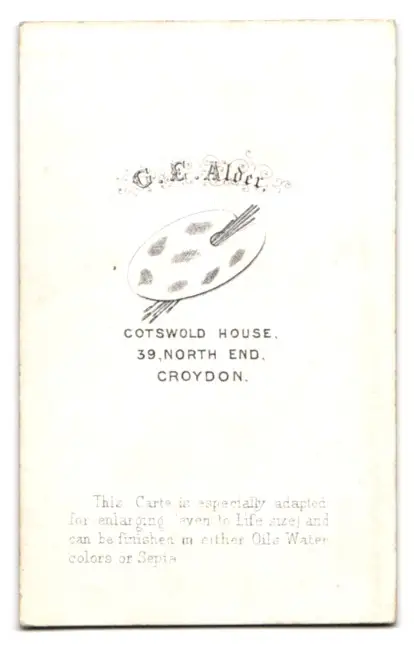 G. E. Alder.
COTSWOLD HOUSE.
39, NORTH END.
CROYDON.
This Carte is especially adapted
for enlarging (even to Life size) and
can be finished in either Oils Water
colors or Sepia